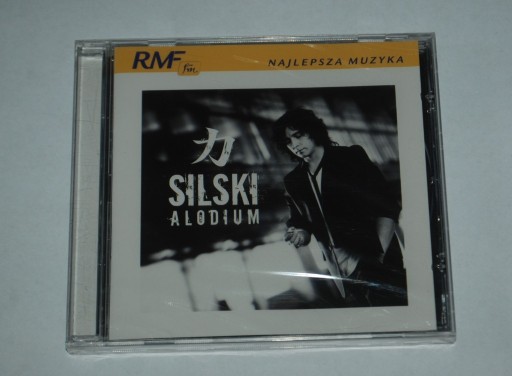 RMF
fm
NAJLEPSZA MUZYKA
力
SILSKI
ALODIUM